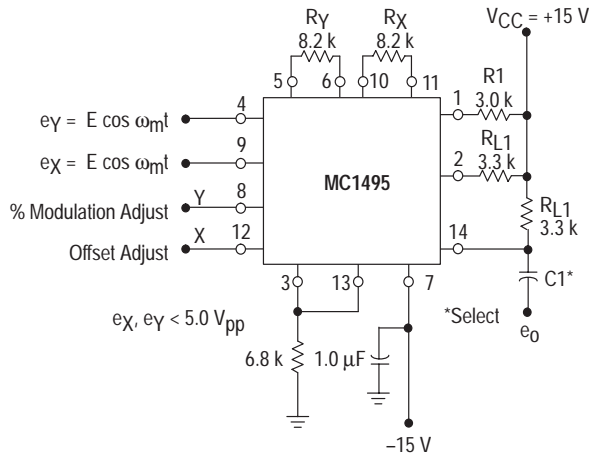 RY
8.2 k
RX
8.2 k
VCC = +15 V
5
6
10
11
4
eY = E cos ωmt
1
R1
3.0 k
9
eX = E cos ωmt
2
RL1
3.3 k
MC1495
8
% Modulation Adjust
Y
RL1
3.3 k
12
Offset Adjust
X
14
3
13
7
C1*
*Select
eo
eX, eY < 5.0 Vpp
6.8 k
1.0 µF
–15 V